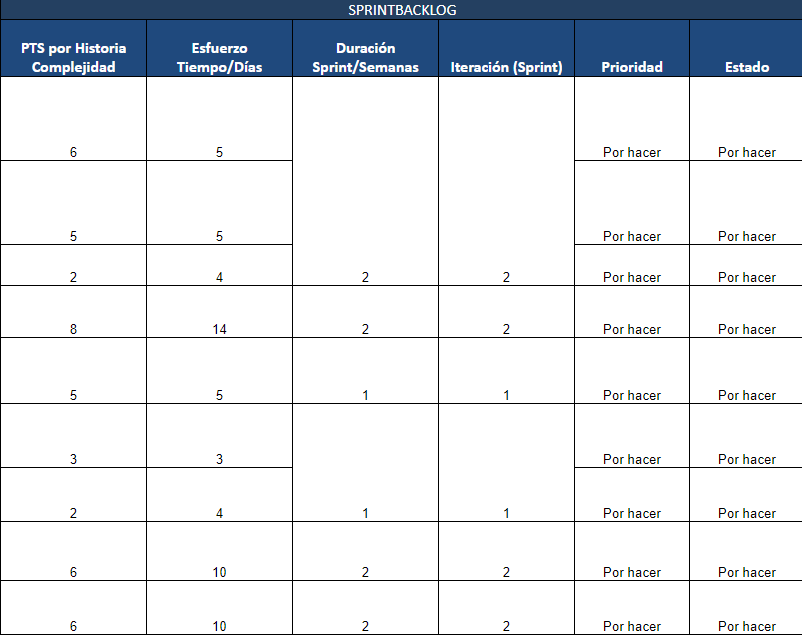 SPRINTBACKLOG
PTS por Historia Complejidad Esfuerzo Tiempo/Días Duración Sprint/Semanas Iteración (Sprint) Prioridad Estado
6 5 Por hacer Por hacer
5 5 Por hacer Por hacer
2 4 2 2 Por hacer Por hacer
8 14 2 2 Por hacer Por hacer
5 5 1 1 Por hacer Por hacer
3 3 Por hacer Por hacer
2 4 1 1 Por hacer Por hacer
6 10 2 2 Por hacer Por hacer
6 10 2 2 Por hacer Por hacer